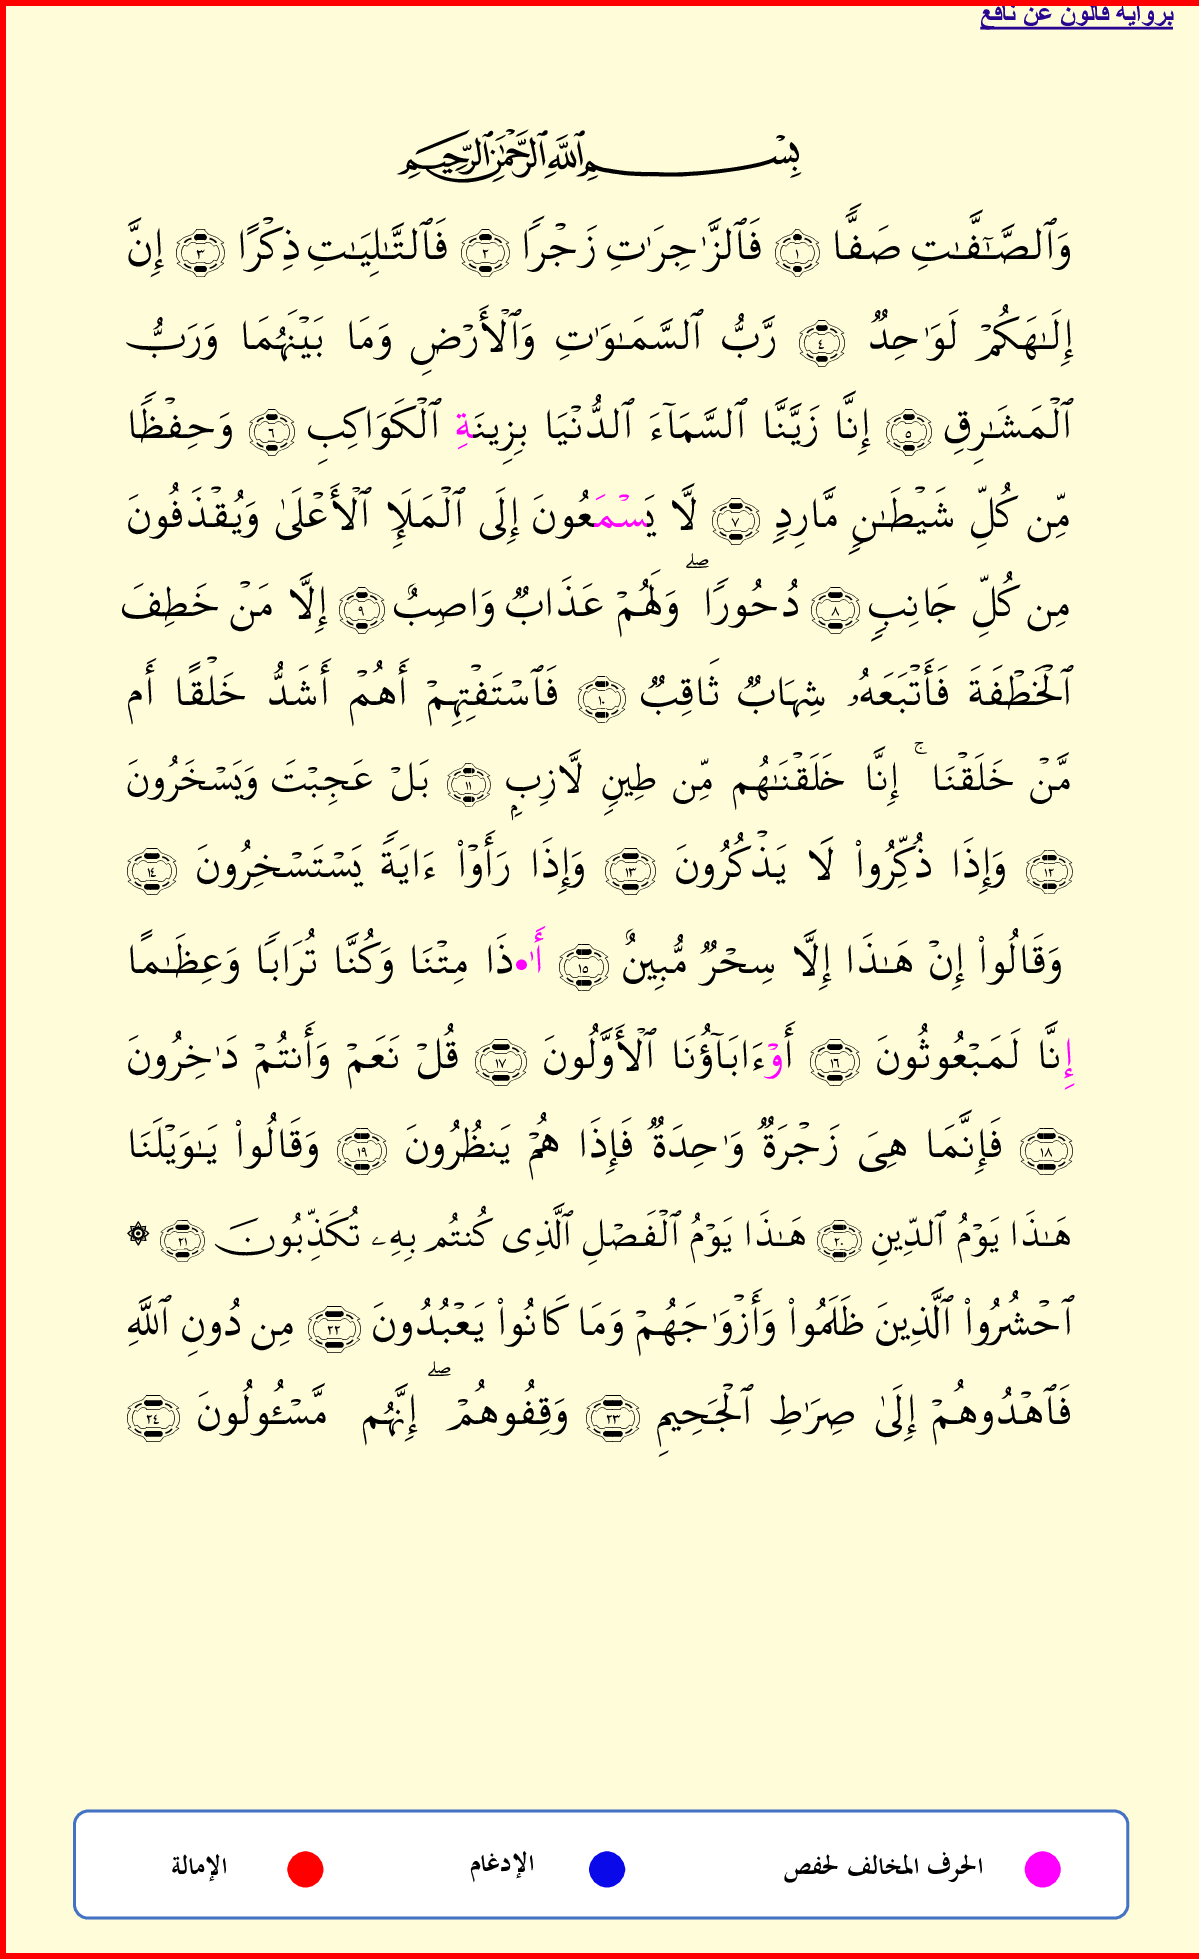 برواية قالون عن نافع
بِسْمِ ٱللَّهِ ٱلرَّحْمَٰنِ ٱلرَّحِيمِ
وَٱلصَّٰٓفَّٰتِ صَفًّا ١ فَٱلزَّٰجِرَٰتِ زَجْرًا ٢ فَٱلتَّٰلِيَٰتِ ذِكْرًا ٣ إِنَّ
إِلَٰهَكُمْ لَوَٰحِدٌ ٤ رَّبُّ ٱلسَّمَٰوَٰتِ وَٱلْأَرْضِ وَمَا بَيْنَهُمَا وَرَبُّ
ٱلْمَشَٰرِقِ ٥ إِنَّا زَيَّنَّا ٱلسَّمَآءَ ٱلدُّنْيَا بِزِينَةِ ٱلْكَوَاكِبِ ٦ وَحِفْظًا
مِّن كُلِّ شَيْطَٰنٍ مَّارِدٍ ٧ لَّا يَسْمَعُونَ إِلَى ٱلْمَلَإِ ٱلْأَعْلَىٰ وَيُقْذَفُونَ
مِن كُلِّ جَانِبٍ ٨ دُحُورًا ۖ وَلَهُمْ عَذَابٌ وَاصِبٌ ٩ إِلَّا مَنْ خَطِفَ
ٱلْخَطْفَةَ فَأَتْبَعَهُۥ شِهَابٌ ثَاقِبٌ ١٠ فَٱسْتَفْتِهِمْ أَهُمْ أَشَدُّ خَلْقًا أَم
مَّنْ خَلَقْنَا ۚ إِنَّا خَلَقْنَٰهُم مِّن طِينٍ لَّازِبٍۭ ١١ بَلْ عَجِبْتَ وَيَسْخَرُونَ
١٢ وَإِذَا ذُكِّرُوا۟ لَا يَذْكُرُونَ ١٣ وَإِذَا رَأَوْا۟ ءَايَةً يَسْتَسْخِرُونَ ١٤
وَقَالُوا۟ إِنْ هَٰذَا إِلَّا سِحْرٌ مُّبِينٌ ١٥ أَ•ٰذَا مِتْنَا وَكُنَّا تُرَابًا وَعِظَٰمًا
إِنَّا لَمَبْعُوثُونَ ١٦ أَوْءَابَآؤُنَا ٱلْأَوَّلُونَ ١٧ قُلْ نَعَمْ وَأَنتُمْ دَٰخِرُونَ
١٨ فَإِنَّمَا هِىَ زَجْرَةٌ وَٰحِدَةٌ فَإِذَا هُمْ يَنظُرُونَ ١٩ وَقَالُوا۟ يَٰوَيْلَنَا
هَٰذَا يَوْمُ ٱلدِّينِ ٢٠ هَٰذَا يَوْمُ ٱلْفَصْلِ ٱلَّذِى كُنتُم بِهِۦ تُكَذِّبُونَ ٢١ ۞
ٱحْشُرُوا۟ ٱلَّذِينَ ظَلَمُوا۟ وَأَزْوَٰجَهُمْ وَمَا كَانُوا۟ يَعْبُدُونَ ٢٢ مِن دُونِ ٱللَّهِ
فَٱهْدُوهُمْ إِلَىٰ صِرَٰطِ ٱلْجَحِيمِ ٢٣ وَقِفُوهُمْ ۖ إِنَّهُم مَّسْـُٔولُونَ ٢٤
الحرف المخالف لحفص الإدغام الإمالة